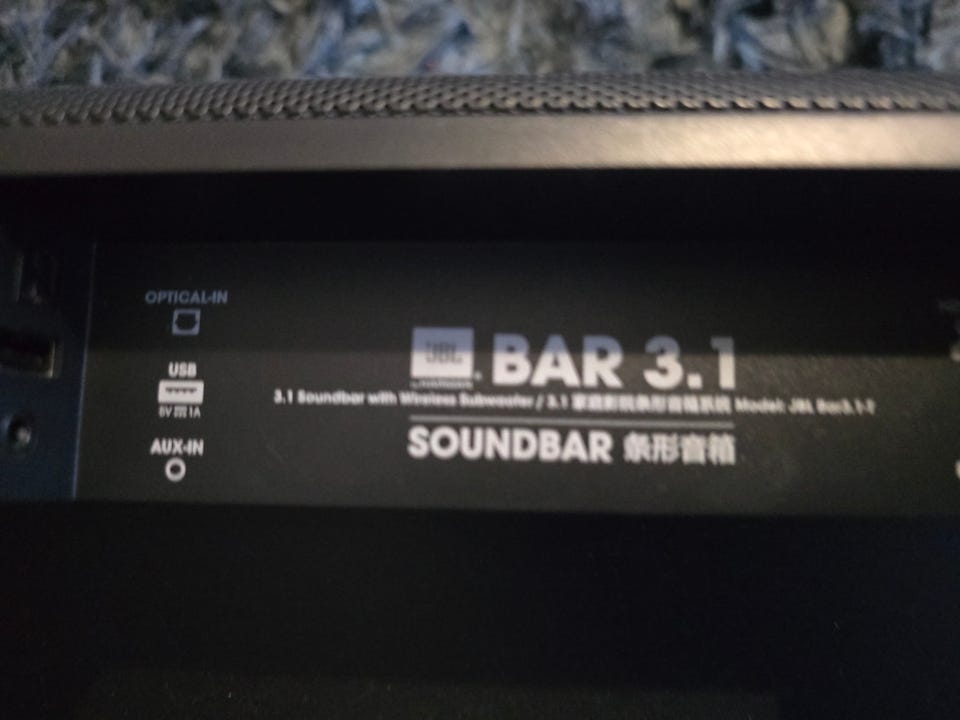 OPTICAL-IN
USB
5V ⎓ 1A
AUX-IN
JBL BAR 3.1
3.1 Soundbar with Wireless Subwoofer / 3.1 家庭影院条形音箱系统 Model: JBL Bar3.1-
SOUNDBAR 条形音箱